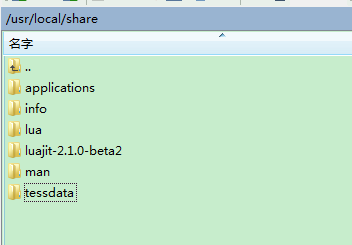 /usr/local/share
名字
..
applications
info
lua
luajit-2.1.0-beta2
man
tessdata